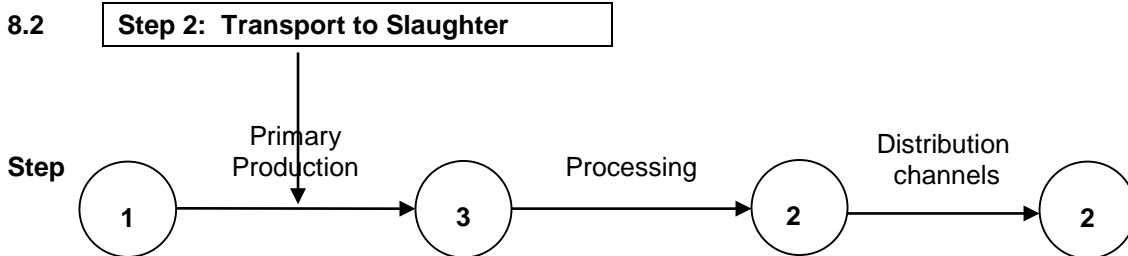 8.2 Step 2: Transport to Slaughter
Primary
Production
Processing
Distribution
channels
Step
1
3
2
2